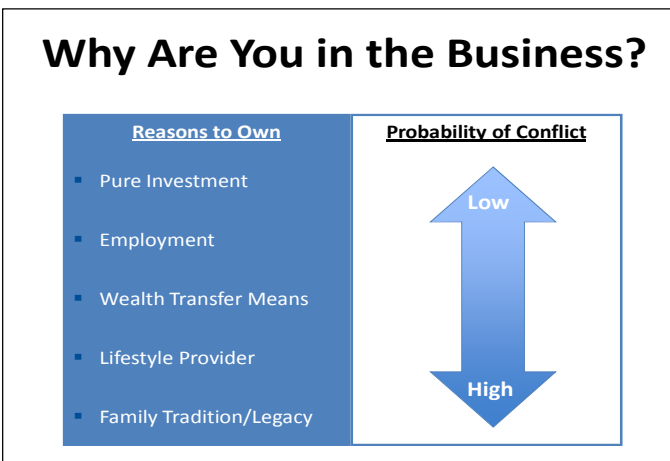 Why Are You in the Business?
Reasons to Own
▪ Pure Investment
▪ Employment
▪ Wealth Transfer Means
▪ Lifestyle Provider
▪ Family Tradition/Legacy
Probability of Conflict
Low
High